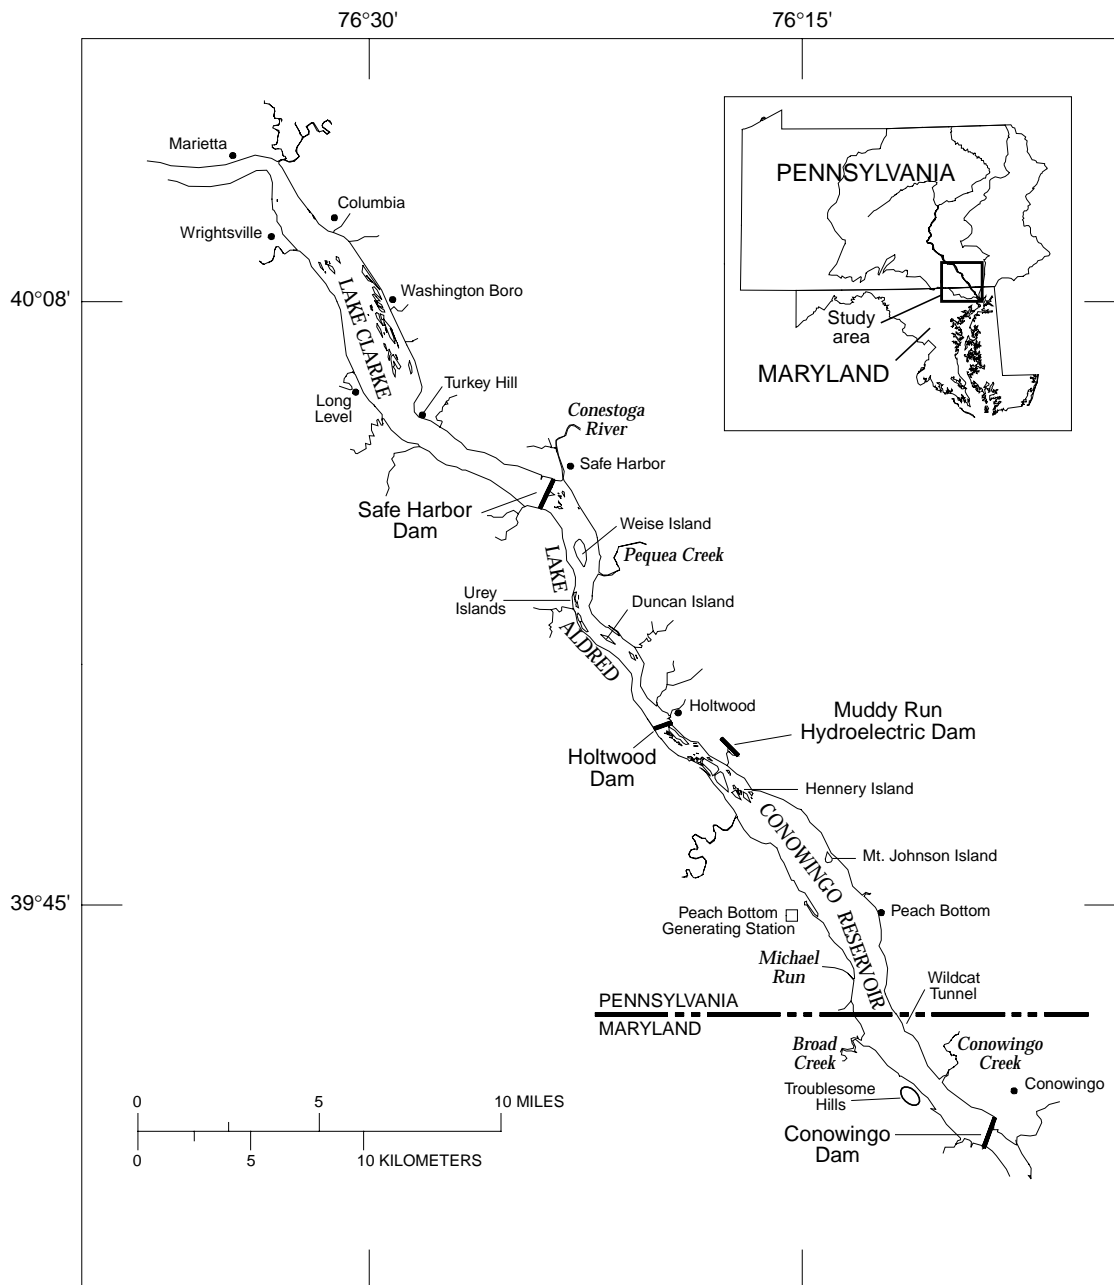 76°30'
76°15'
Marietta
Columbia
Wrightsville
PENNSYLVANIA
Study
area
MARYLAND
40°08'
Washington Boro
LAKE CLARKE
Turkey Hill
Long
Level
Conestoga
River
Safe Harbor
Safe Harbor
Dam
Weise Island
LAKE
Pequea Creek
Urey
Islands
Duncan Island
ALDRED
Holtwood
Muddy Run
Hydroelectric Dam
Holtwood
Dam
Hennery Island
CONOWINGO RESERVOIR
Mt. Johnson Island
39°45'
Peach Bottom
Generating Station
Peach Bottom
Michael
Run
Wildcat
Tunnel
PENNSYLVANIA
MARYLAND
Broad
Creek
Conowingo
Creek
Troublesome
Hills
Conowingo
Conowingo
Dam
0 5 10 MILES
0 5 10 KILOMETERS